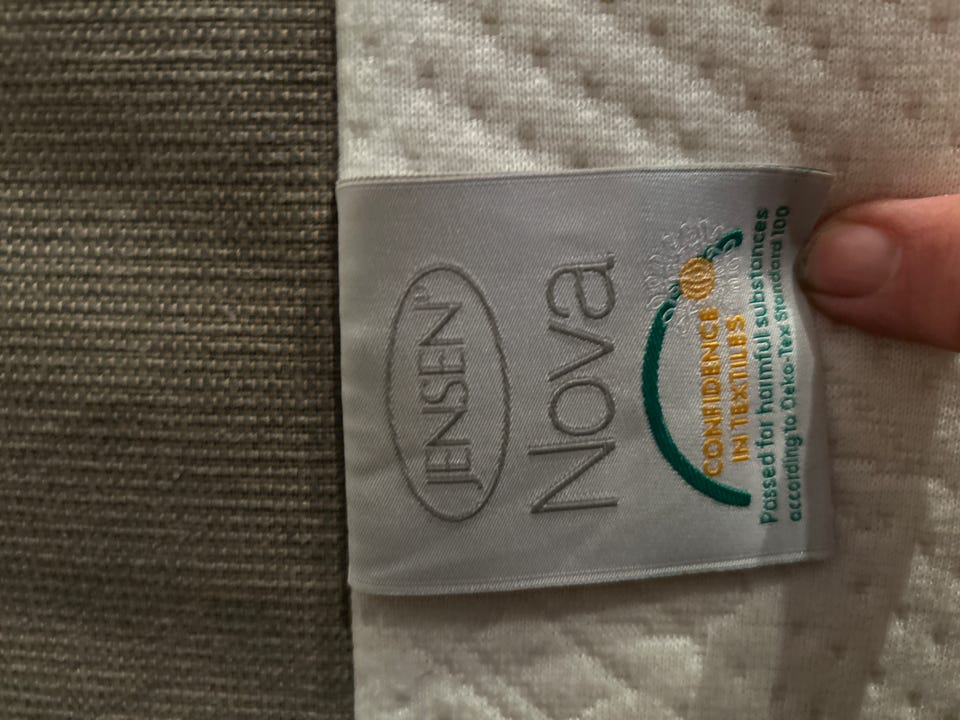 JENSEN®
Nova
CONFIDENCE
IN TEXTILES
Passed for harmful substances
according to Oeko-Tex Standard 100